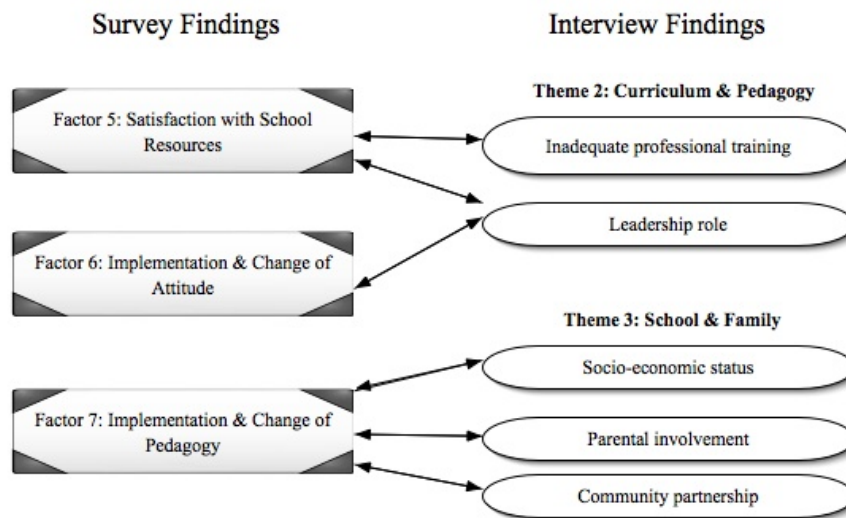 Survey Findings
Interview Findings
Factor 5: Satisfaction with School
Resources
Factor 6: Implementation & Change of
Attitude
Factor 7: Implementation & Change of
Pedagogy
Theme 2: Curriculum & Pedagogy
Inadequate professional training
Leadership role
Theme 3: School & Family
Socio-economic status
Parental involvement
Community partnership